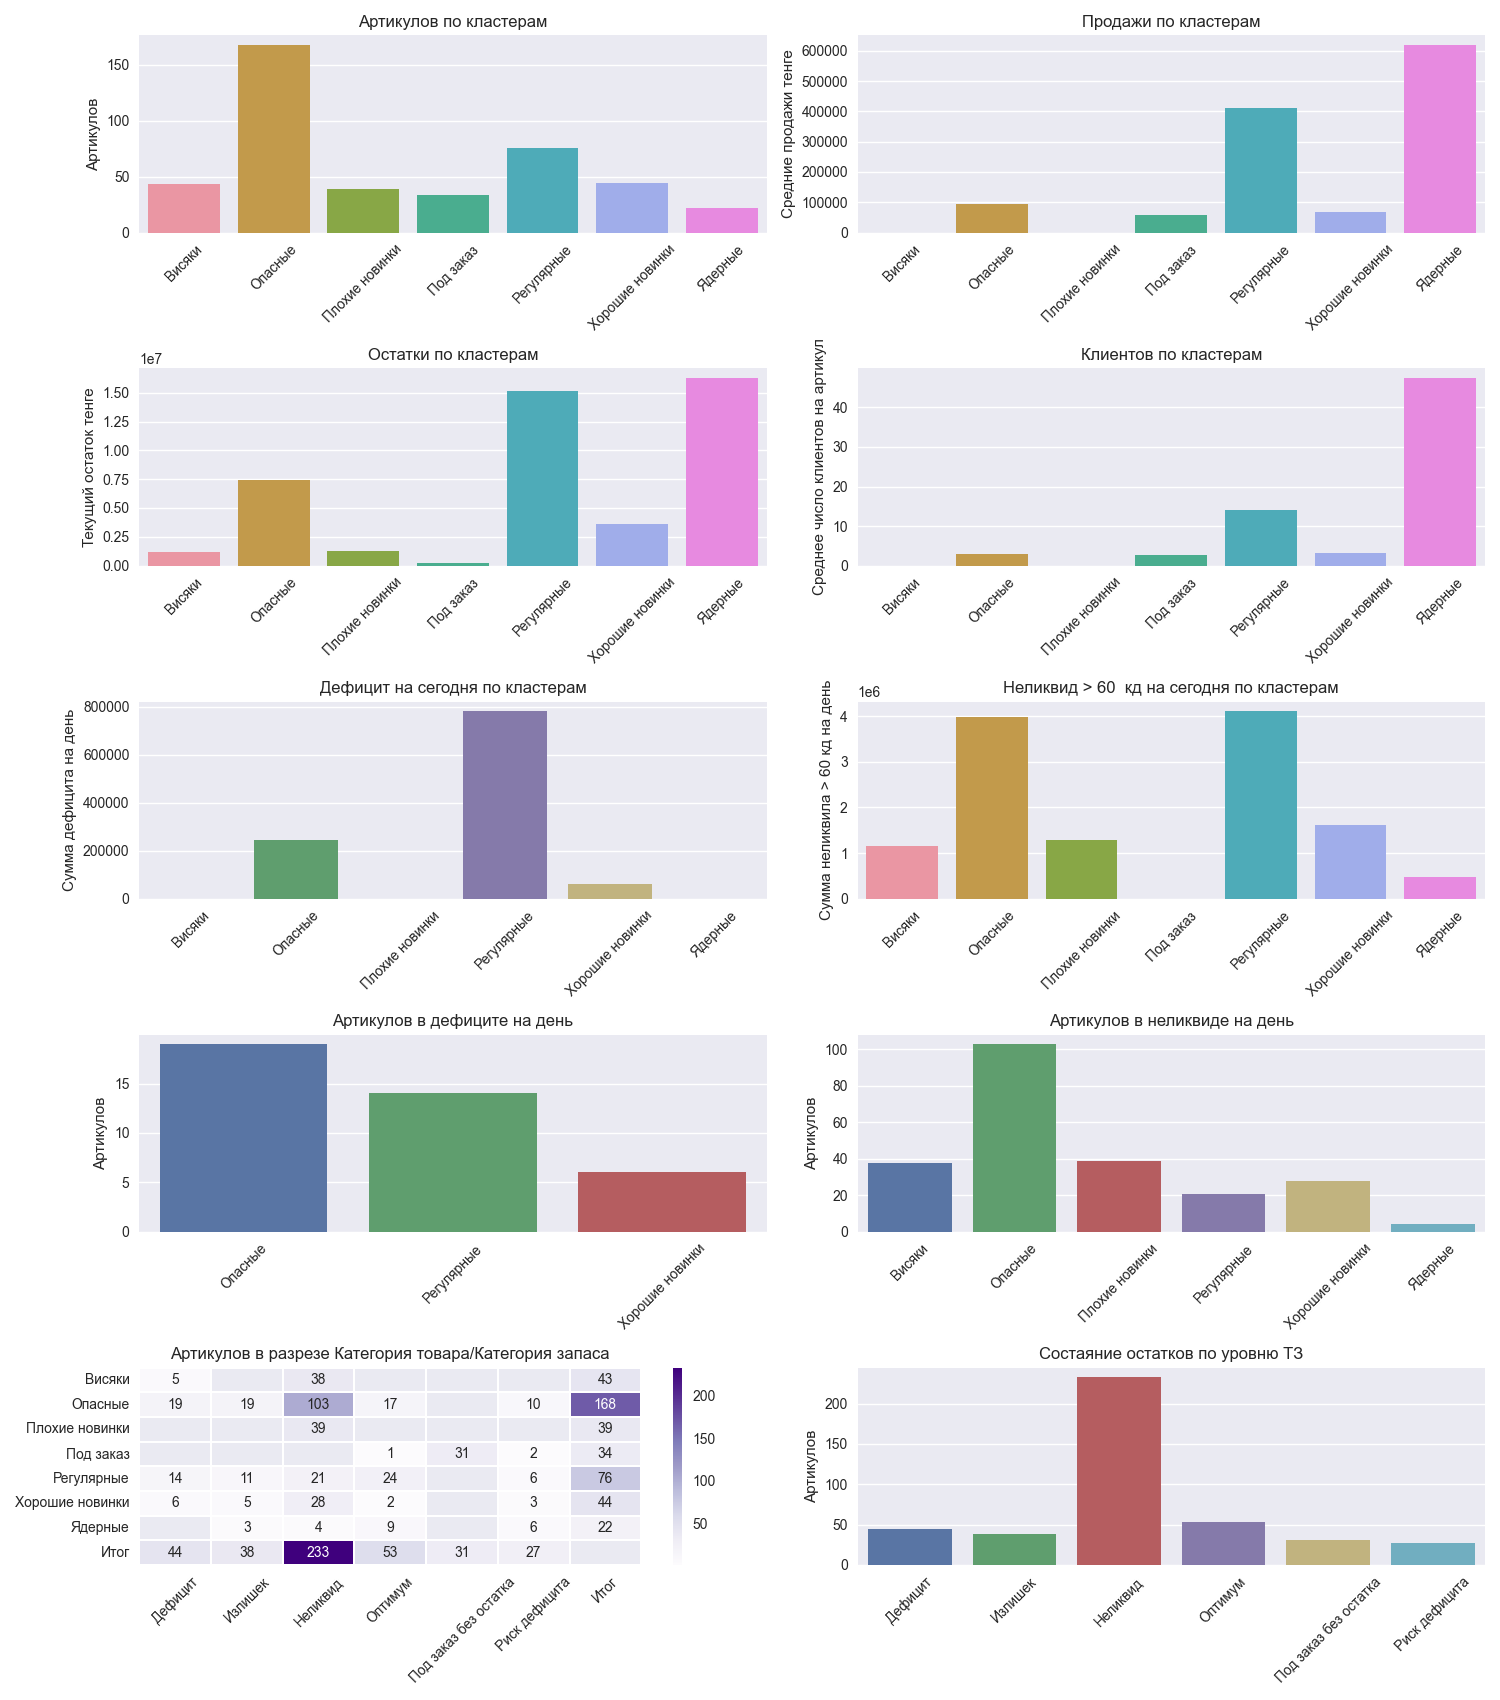 Артикулов по кластерам
Артикулов
150
100
50
0
Висяки
Опасные
Плохие новинки
Под заказ
Регулярные
Хорошие новинки
Ядерные
Продажи по кластерам
Средние продажи тенге
600000
500000
400000
300000
200000
100000
0
Висяки
Опасные
Плохие новинки
Под заказ
Регулярные
Хорошие новинки
Ядерные
Остатки по кластерам
1e7
Текущий остаток тенге
1.50
1.25
1.00
0.75
0.50
0.25
0.00
Висяки
Опасные
Плохие новинки
Под заказ
Регулярные
Хорошие новинки
Ядерные
Клиентов по кластерам
Среднее число клиентов на артикул
40
30
20
10
0
Висяки
Опасные
Плохие новинки
Под заказ
Регулярные
Хорошие новинки
Ядерные
Дефицит на сегодня по кластерам
Сумма дефицита на день
800000
600000
400000
200000
0
Висяки
Опасные
Плохие новинки
Регулярные
Хорошие новинки
Ядерные
Неликвид > 60  кд на сегодня по кластерам
1e6
Сумма неликвила > 60 кд на день
4
3
2
1
0
Висяки
Опасные
Плохие новинки
Под заказ
Регулярные
Хорошие новинки
Ядерные
Артикулов в дефиците на день
Артикулов
15
10
5
0
Опасные
Регулярные
Хорошие новинки
Артикулов в неликвиде на день
Артикулов
100
80
60
40
20
0
Висяки
Опасные
Плохие новинки
Регулярные
Хорошие новинки
Ядерные
Артикулов в разрезе Категория товара/Категория запаса
Висяки 5 38 43
Опасные 19 19 103 17 10 168
Плохие новинки 39 39
Под заказ 1 31 2 34
Регулярные 14 11 21 24 6 76
Хорошие новинки 6 5 28 2 3 44
Ядерные 3 4 9 6 22
Итог 44 38 233 53 31 27
Дефицит
Излишек
Неликвид
Оптимум
Под заказ без остатка
Риск дефицита
Итог
200
150
100
50
Состаяние остатков по уровню ТЗ
Артикулов
200
150
100
50
0
Дефицит
Излишек
Неликвид
Оптимум
Под заказ без остатка
Риск дефицита